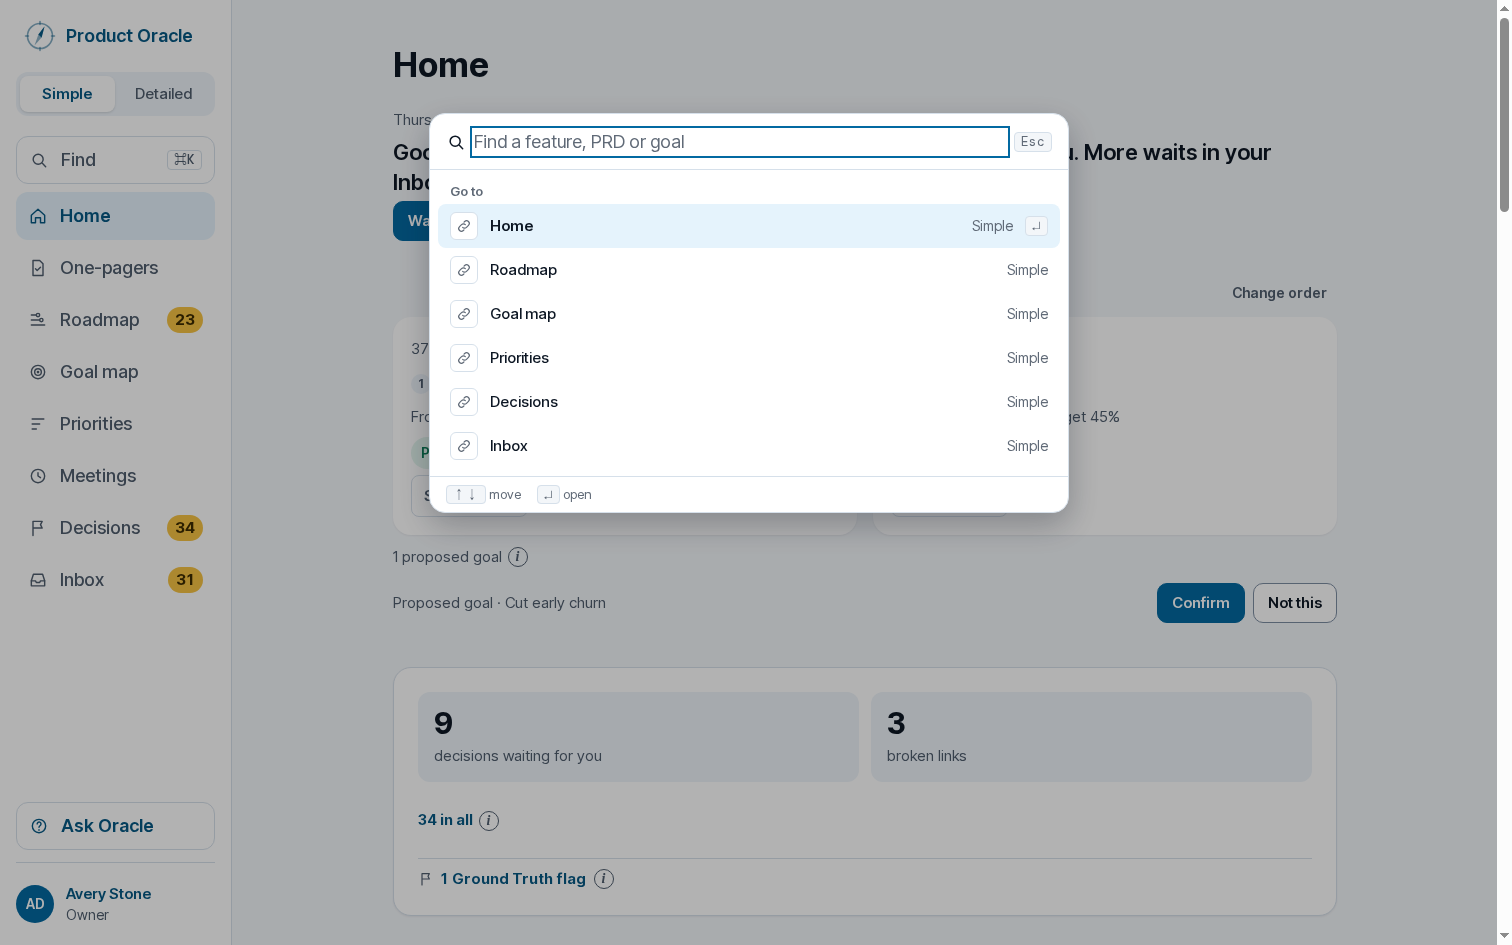 Product Oracle
Simple
Detailed
Find
⌘K
Home
One-pagers
Roadmap
23
Goal map
Priorities
Meetings
Decisions
34
Inbox
31
Ask Oracle
AD
Avery Stone
Owner
Home
More waits in your
Find a feature, PRD or goal
Esc
Go to
Home
Simple
↵
Roadmap
Simple
Goal map
Simple
Priorities
Simple
Decisions
Simple
Inbox
Simple
↑ ↓ move
↵ open
Change order
37
1
45%
1 proposed goal i
Proposed goal · Cut early churn
Confirm
Not this
9
decisions waiting for you
3
broken links
34 in all i
1 Ground Truth flag i